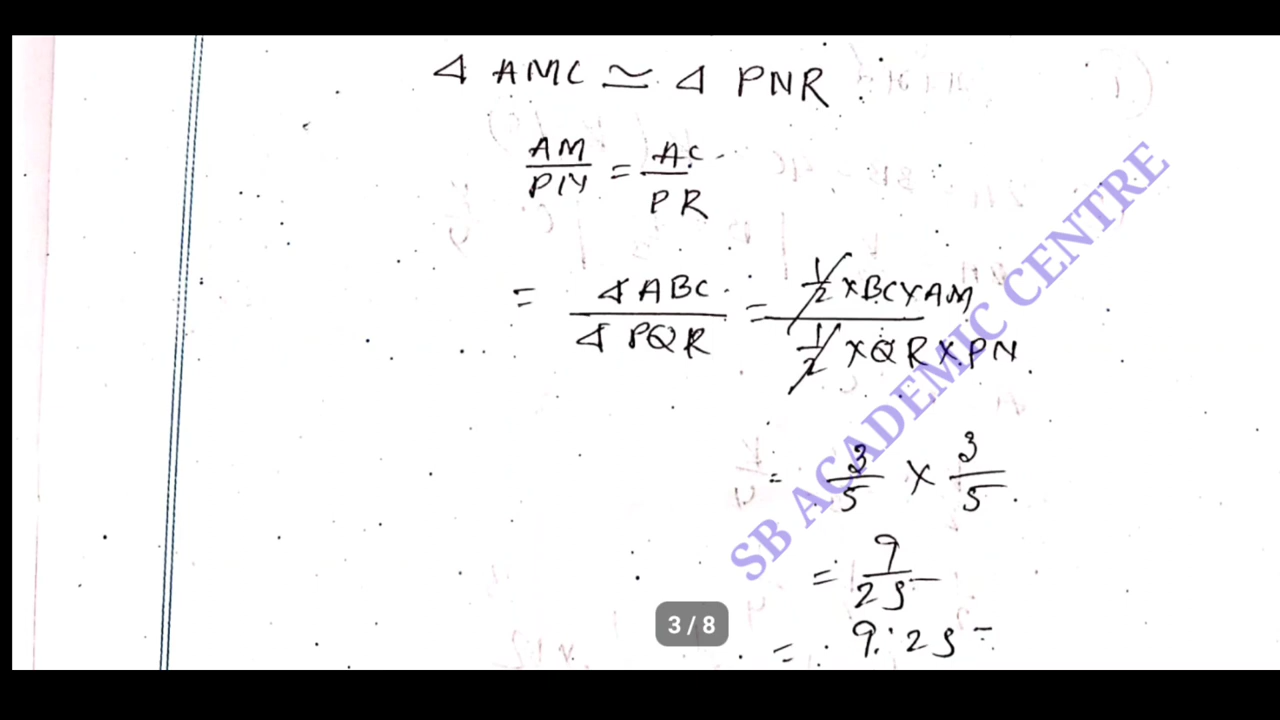 ∆ AMC ≃ ∆ PNR
AM/PN = AC/PR
= ∆ABC/∆PQR = 1/2 × BC × AM / 1/2 × QR × PN
= 3/5 × 3/5
= 9/25
= 9:25
SB ACADEMIC CENTRE
3 / 8